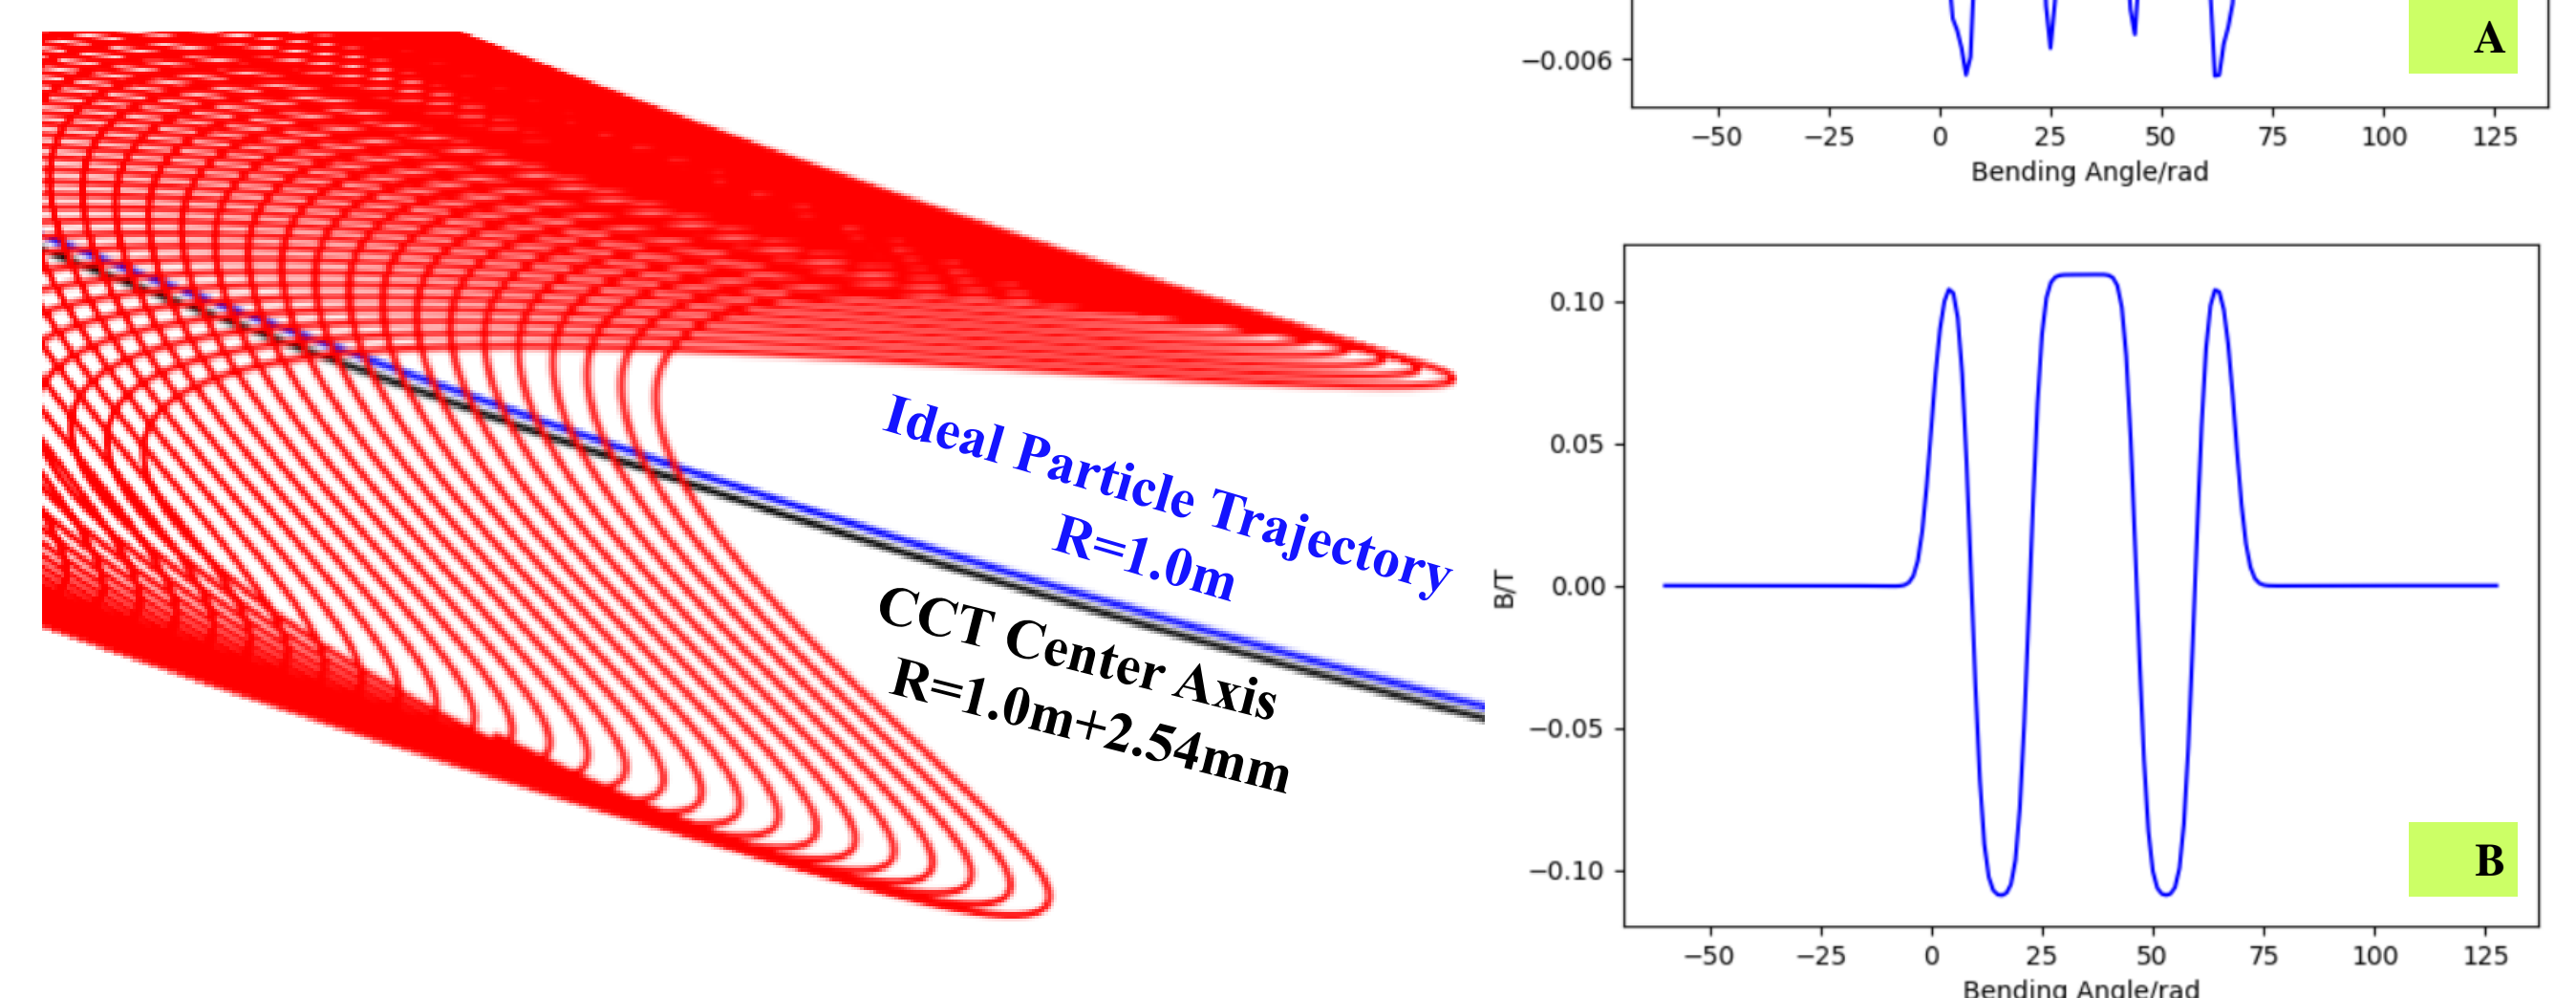 Ideal Particle Trajectory
R=1.0m
CCT Center Axis
R=1.0m+2.54mm
A
−0.006
−50 −25 0 25 50 75 100 125
Bending Angle/rad
B/T
0.10
0.05
0.00
−0.05
−0.10
B
−50 −25 0 25 50 75 100 125
Bending Angle/rad